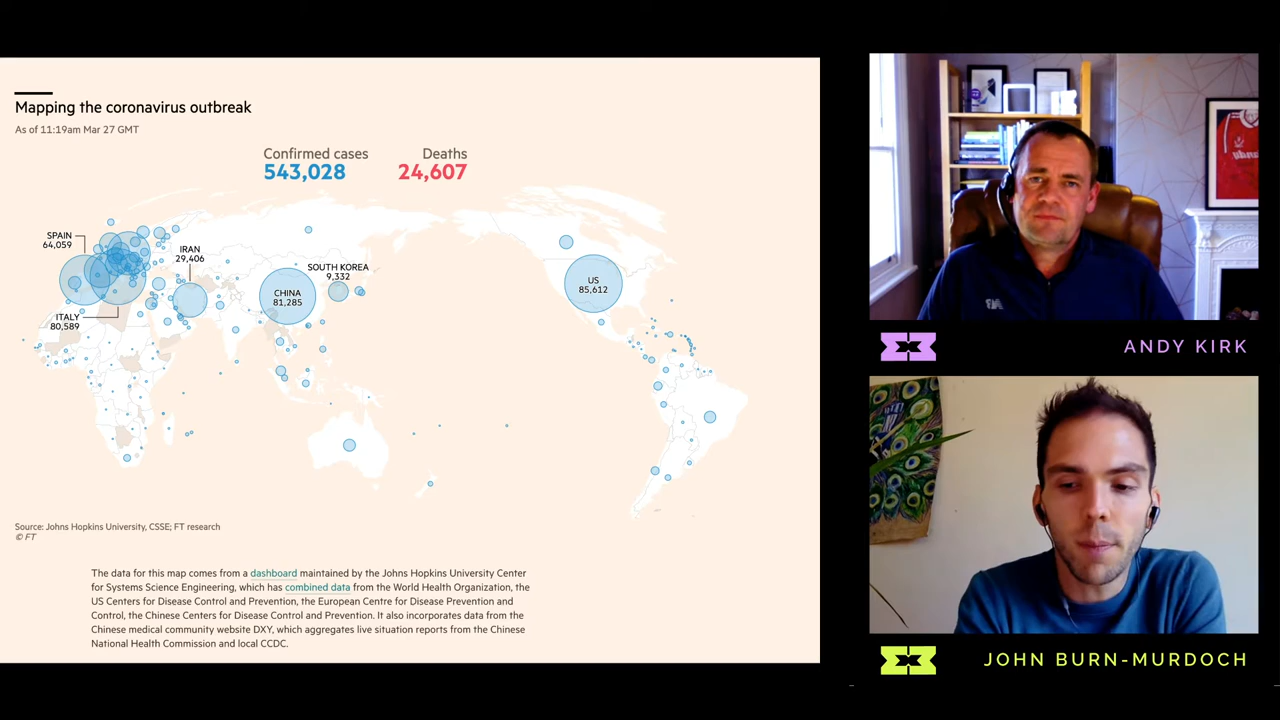 Mapping the coronavirus outbreak
As of 11:19am Mar 27 GMT
Confirmed cases
543,028
Deaths
24,607
SPAIN
64,059
IRAN
29,406
SOUTH KOREA
9,332
CHINA
81,285
US
85,612
ITALY
80,589
Source: Johns Hopkins University, CSSE; FT research
© FT
The data for this map comes from a dashboard maintained by the Johns Hopkins University Center
for Systems Science Engineering, which has combined data from the World Health Organization, the
US Centers for Disease Control and Prevention, the European Centre for Disease Prevention and
Control, the Chinese Centers for Disease Control and Prevention. It also incorporates data from the
Chinese medical community website DXY, which aggregates live situation reports from the Chinese
National Health Commission and local CCDC.
ANDY KIRK
JOHN BURN-MURDOCH